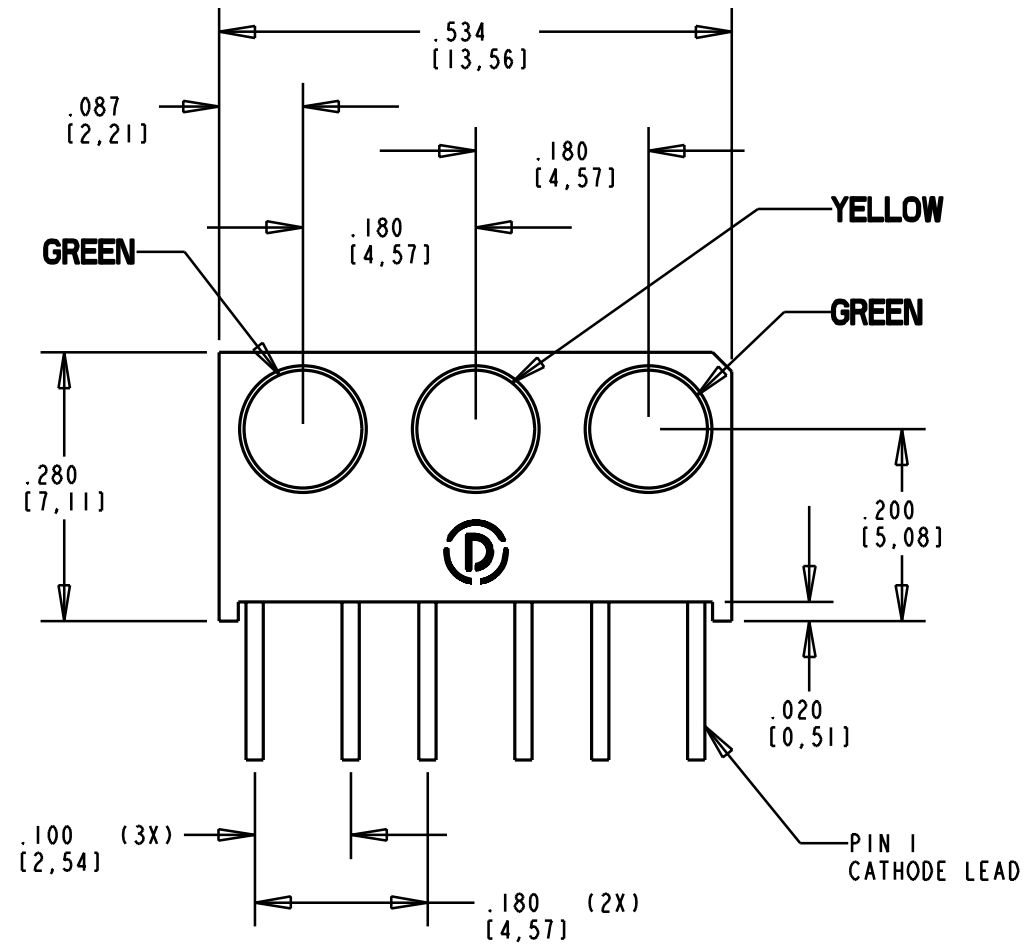 .534
[13,56]
.087
[2,21]
.180
[4,57]
.180
[4,57]
YELLOW
GREEN
GREEN
.280
[7,11]
.200
[5,08]
D
.020
[0,51]
.100 (3X)
[2,54]
PIN 1
CATHODE LEAD
.180 (2X)
[4,57]